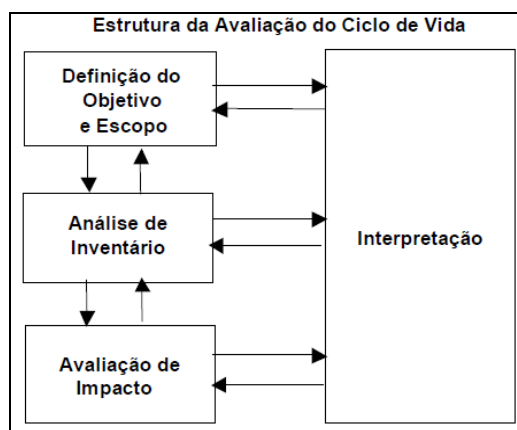 Estrutura da Avaliação do Ciclo de Vida
Definição do
Objetivo
e Escopo
Análise de
Inventário
Interpretação
Avaliação de
Impacto